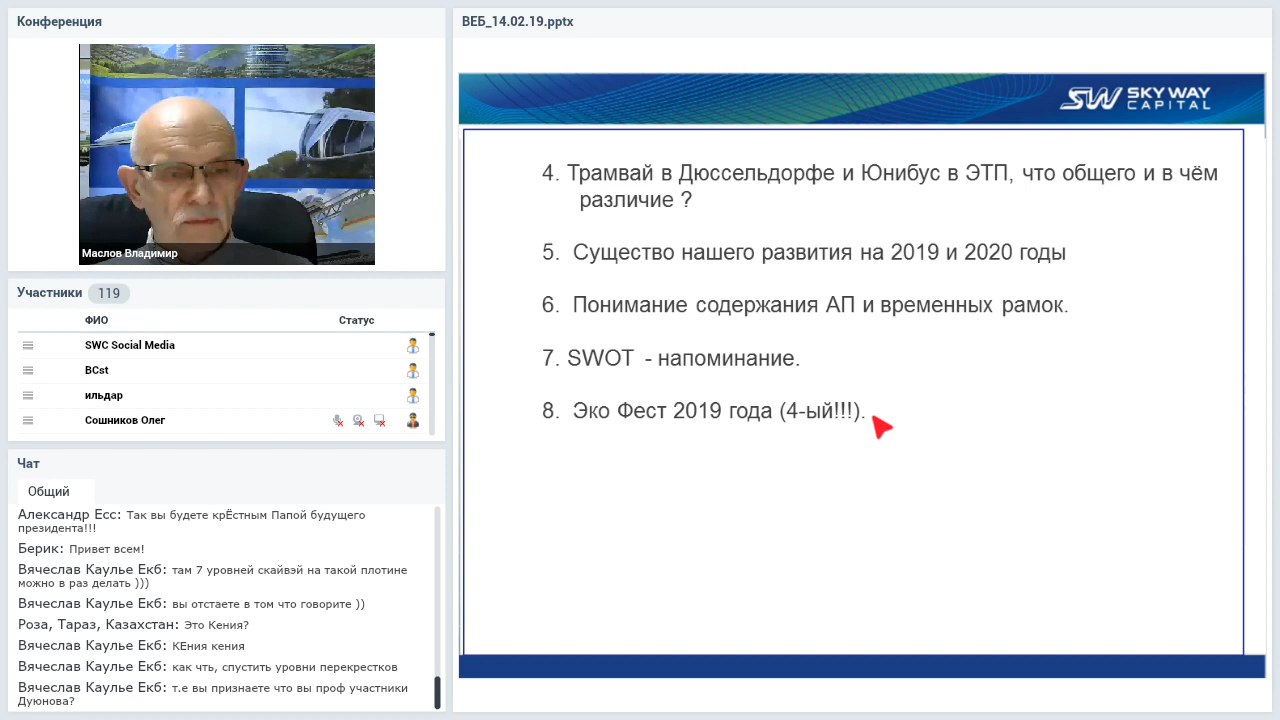 Конференция
Маслов Владимир
Участники 119
ФИО Статус
SWC Social Media
BCst
ильдар
Сошников Олег
Чат
Общий
Александр Есс: Так вы будете крЁстным Папой будущего
президента!!!
Берик: Привет всем!
Вячеслав Каулье Екб: там 7 уровней скайвэй на такой плотине
можно в раз делать )))
Вячеслав Каулье Екб: вы отстаете в том что говорите ))
Роза, Тараз, Казахстан: Это Кения?
Вячеслав Каулье Екб: КЕния кения
Вячеслав Каулье Екб: как чть, спустить уровни перекрестков
Вячеслав Каулье Екб: т.е вы признаете что вы проф участники
Дуюнова?
ВЕБ_14.02.19.pptx
SW SKY WAY
CAPITAL
4. Трамвай в Дюссельдорфе и Юнибус в ЭТП, что общего и в чём
различие ?
5. Существо нашего развития на 2019 и 2020 годы
6. Понимание содержания АП и временных рамок.
7. SWOT - напоминание.
8. Эко Фест 2019 года (4-ый!!!).